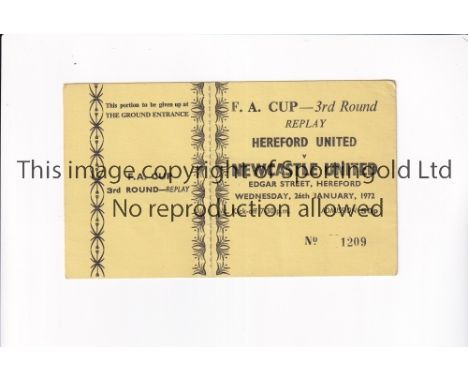 This portion to be given up at
THE GROUND ENTRANCE
F.A. CUP
3RD ROUND—REPLAY
F. A. CUP—3rd Round
REPLAY
HEREFORD UNITED
v
NEWCASTLE UNITED
EDGAR STREET, HEREFORD
WEDNESDAY, 26th JANUARY, 1972
No 1209
This image copyright of Sportingold Ltd
No reproduction allowed